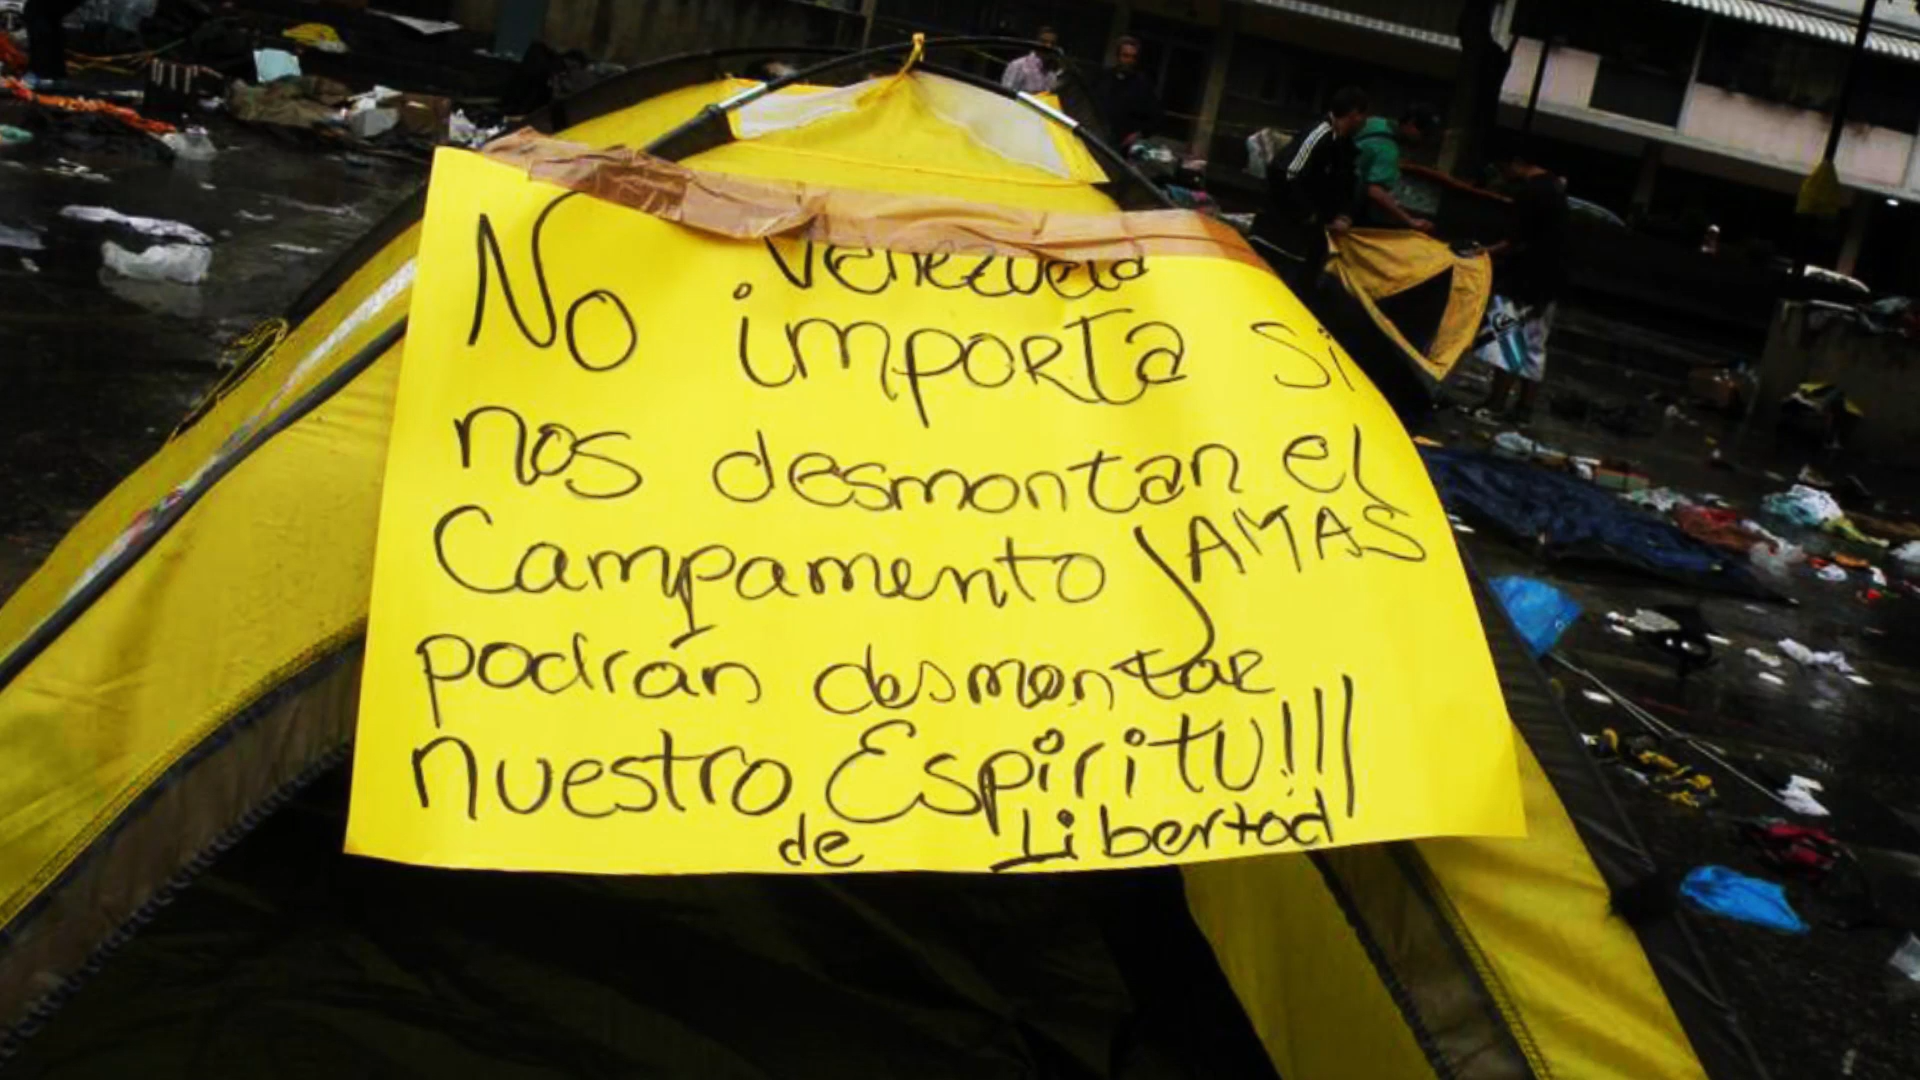 Venezuela
No importa si
nos desmontan el
Campamento JAMAS
podrán desmontar
nuestro Espiritu!!!
de Libertad